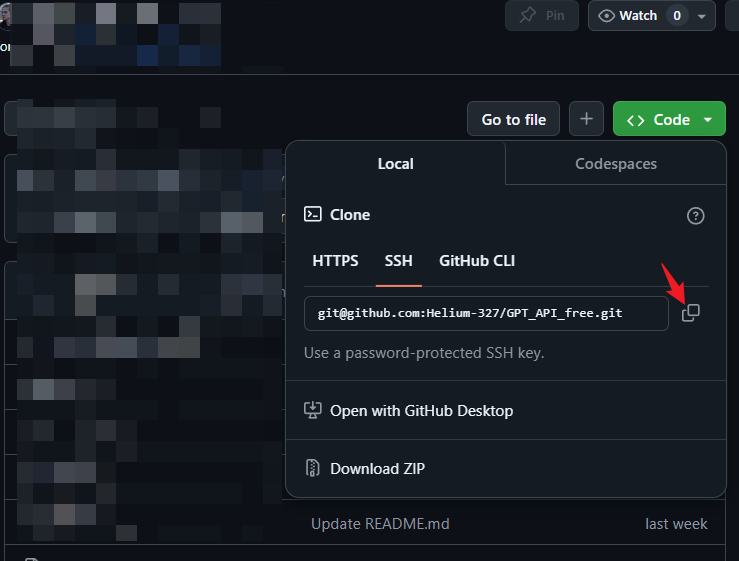 Pin
Watch 0
Go to file
Code
Local
Codespaces
Clone
HTTPS
SSH
GitHub CLI
git@github.com:Helium-327/GPT_API_free.git
Use a password-protected SSH key.
Open with GitHub Desktop
Download ZIP
Update README.md
last week